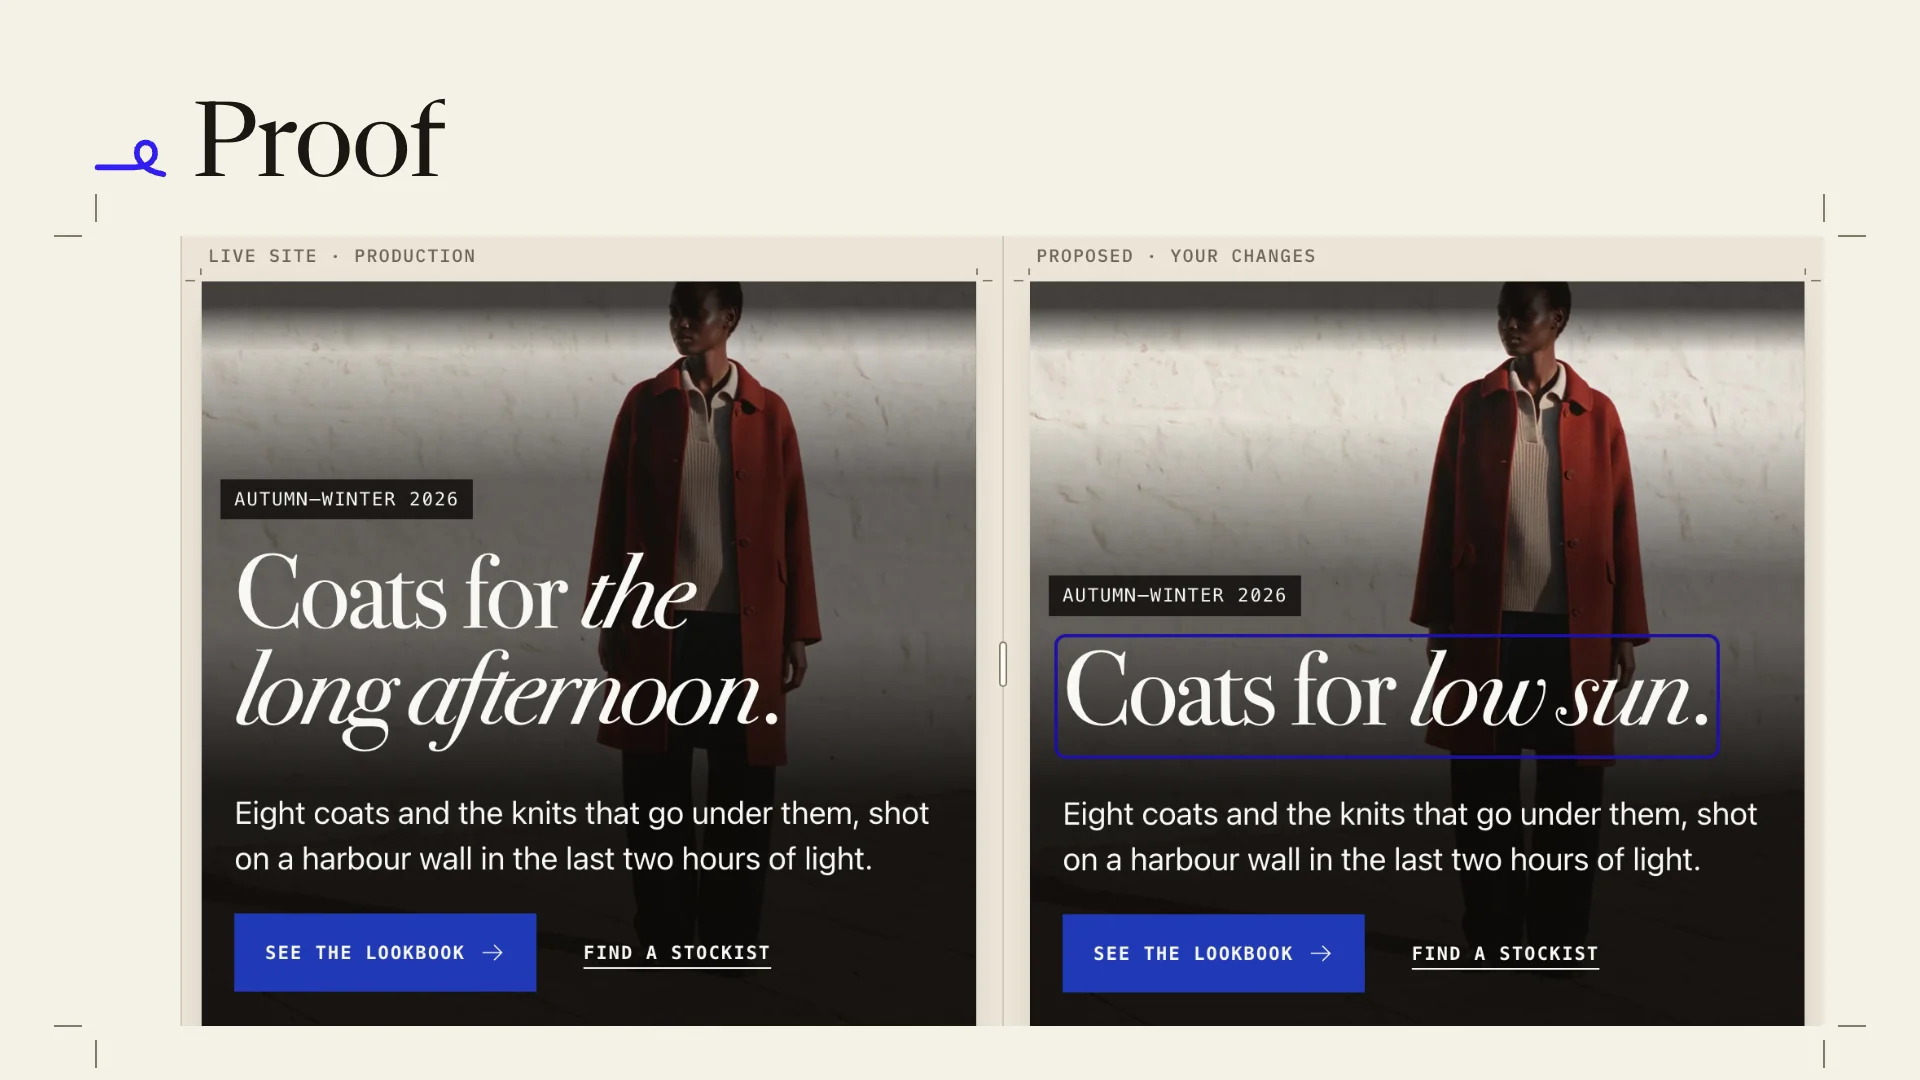 Proof
LIVE SITE · PRODUCTION
AUTUMN–WINTER 2026
Coats for the
long afternoon.
Eight coats and the knits that go under them, shot
on a harbour wall in the last two hours of light.
SEE THE LOOKBOOK →
FIND A STOCKIST
PROPOSED · YOUR CHANGES
AUTUMN–WINTER 2026
Coats for low sun.
Eight coats and the knits that go under them, shot
on a harbour wall in the last two hours of light.
SEE THE LOOKBOOK →
FIND A STOCKIST